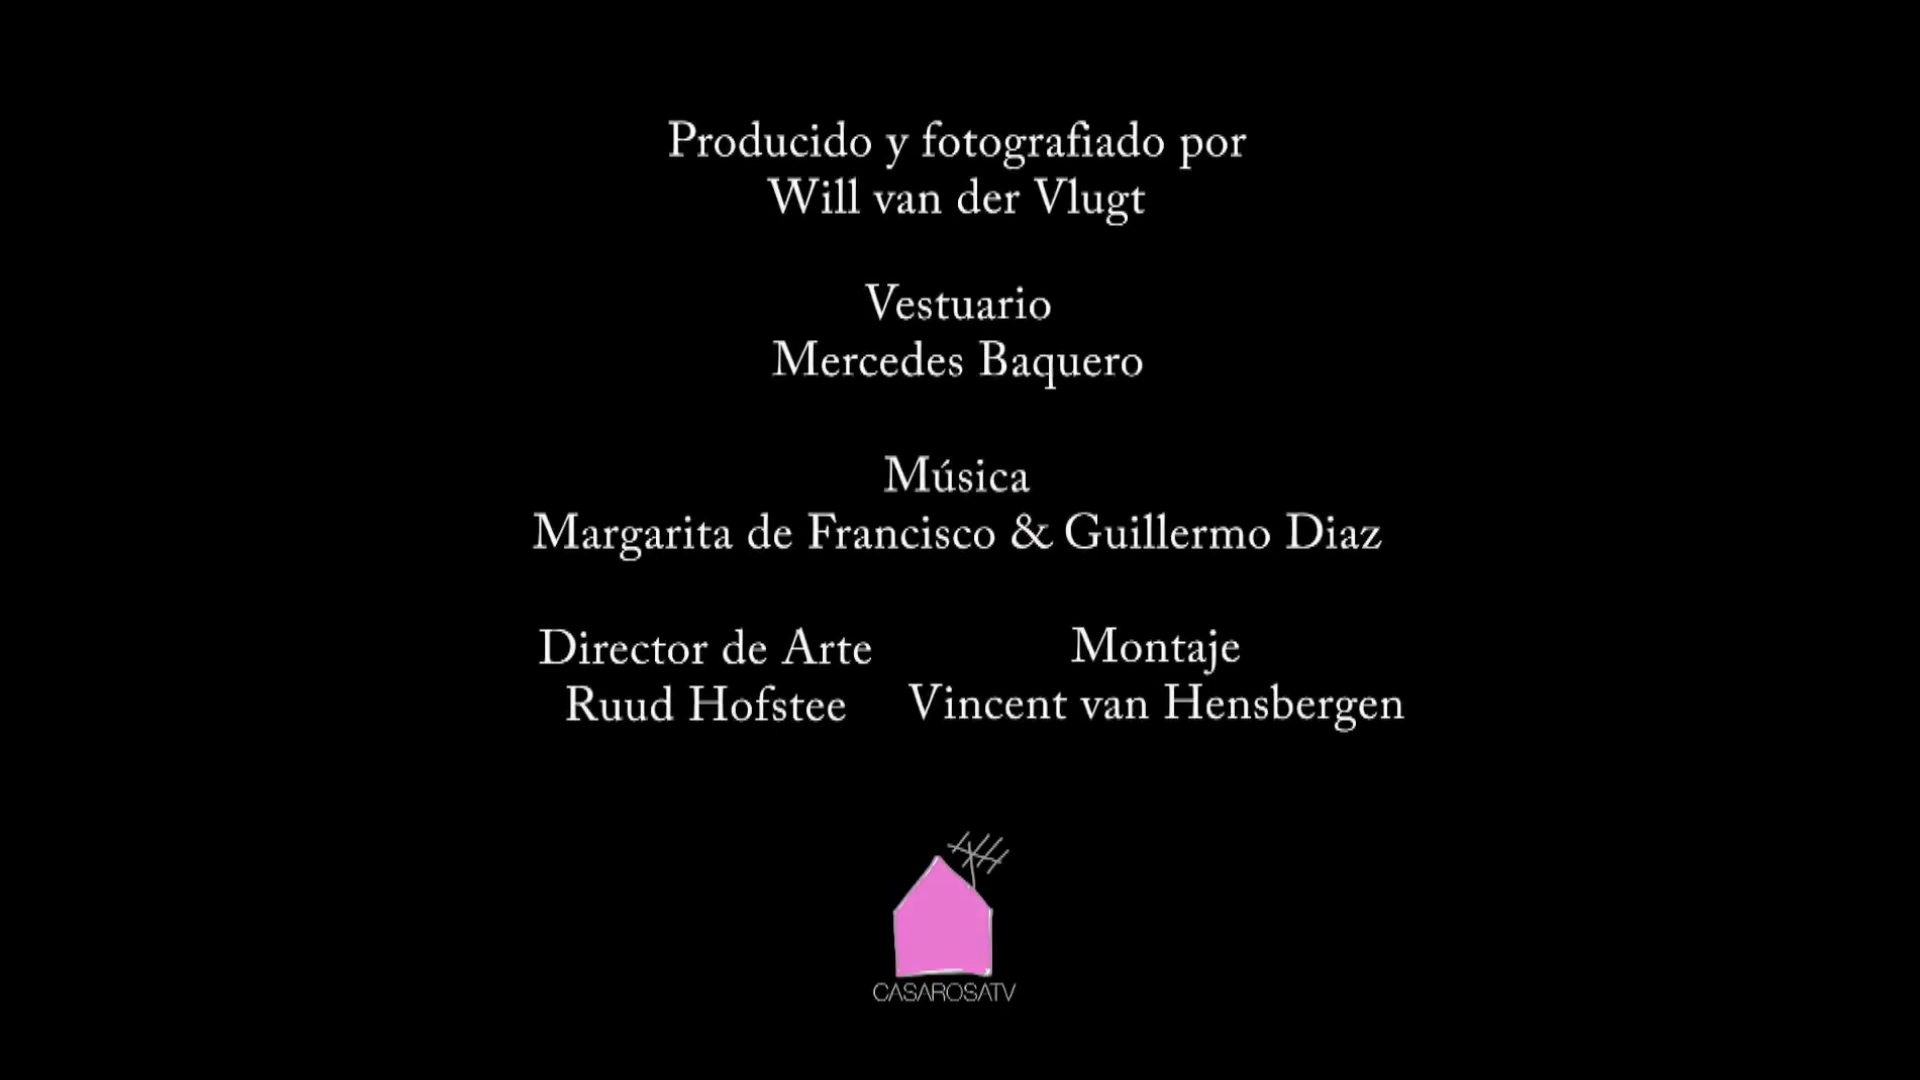 Producido y fotografiado por
Will van der Vlugt
Vestuario
Mercedes Baquero
Música
Margarita de Francisco & Guillermo Diaz
Director de Arte
Ruud Hofstee
Montaje
Vincent van Hensbergen
CASAROSATV